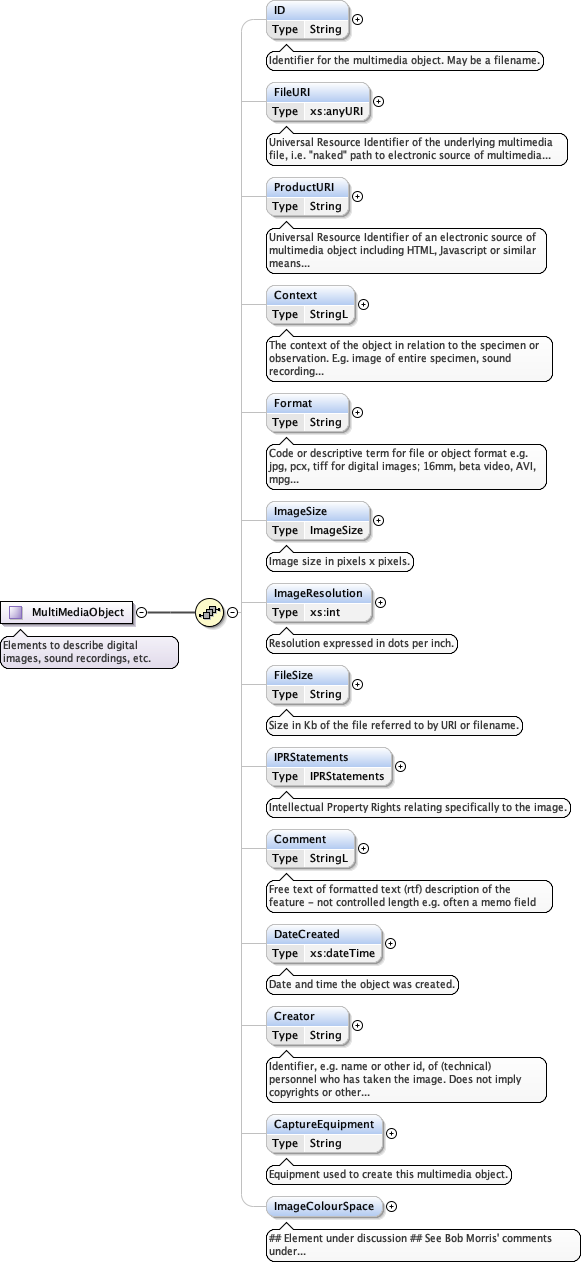 ID
Type String
Identifier for the multimedia object. May be a filename.
FileURI
Type xs:anyURI
Universal Resource Identifier of the underlying multimedia
file, i.e. "naked" path to electronic source of multimedia...
ProductURI
Type String
Universal Resource Identifier of an electronic source of
multimedia object including HTML, Javascript or similar
means...
Context
Type StringL
The context of the object in relation to the specimen or
observation. E.g. image of entire specimen, sound
recording...
Format
Type String
Code or descriptive term for file or object format e.g.
jpg, pcx, tiff for digital images; 16mm, beta video, AVI,
mpg...
ImageSize
Type ImageSize
Image size in pixels x pixels.
MultiMediaObject
Elements to describe digital
images, sound recordings, etc.
ImageResolution
Type xs:int
Resolution expressed in dots per inch.
FileSize
Type String
Size in Kb of the file referred to by URI or filename.
IPRStatements
Type IPRStatements
Intellectual Property Rights relating specifically to the image.
Comment
Type StringL
Free text of formatted text (rtf) description of the
feature - not controlled length e.g. often a memo field
DateCreated
Type xs:dateTime
Date and time the object was created.
Creator
Type String
Identifier, e.g. name or other id, of (technical)
personnel who has taken the image. Does not imply
copyrights or other...
CaptureEquipment
Type String
Equipment used to create this multimedia object.
ImageColourSpace
## Element under discussion ## See Bob Morris' comments
under...